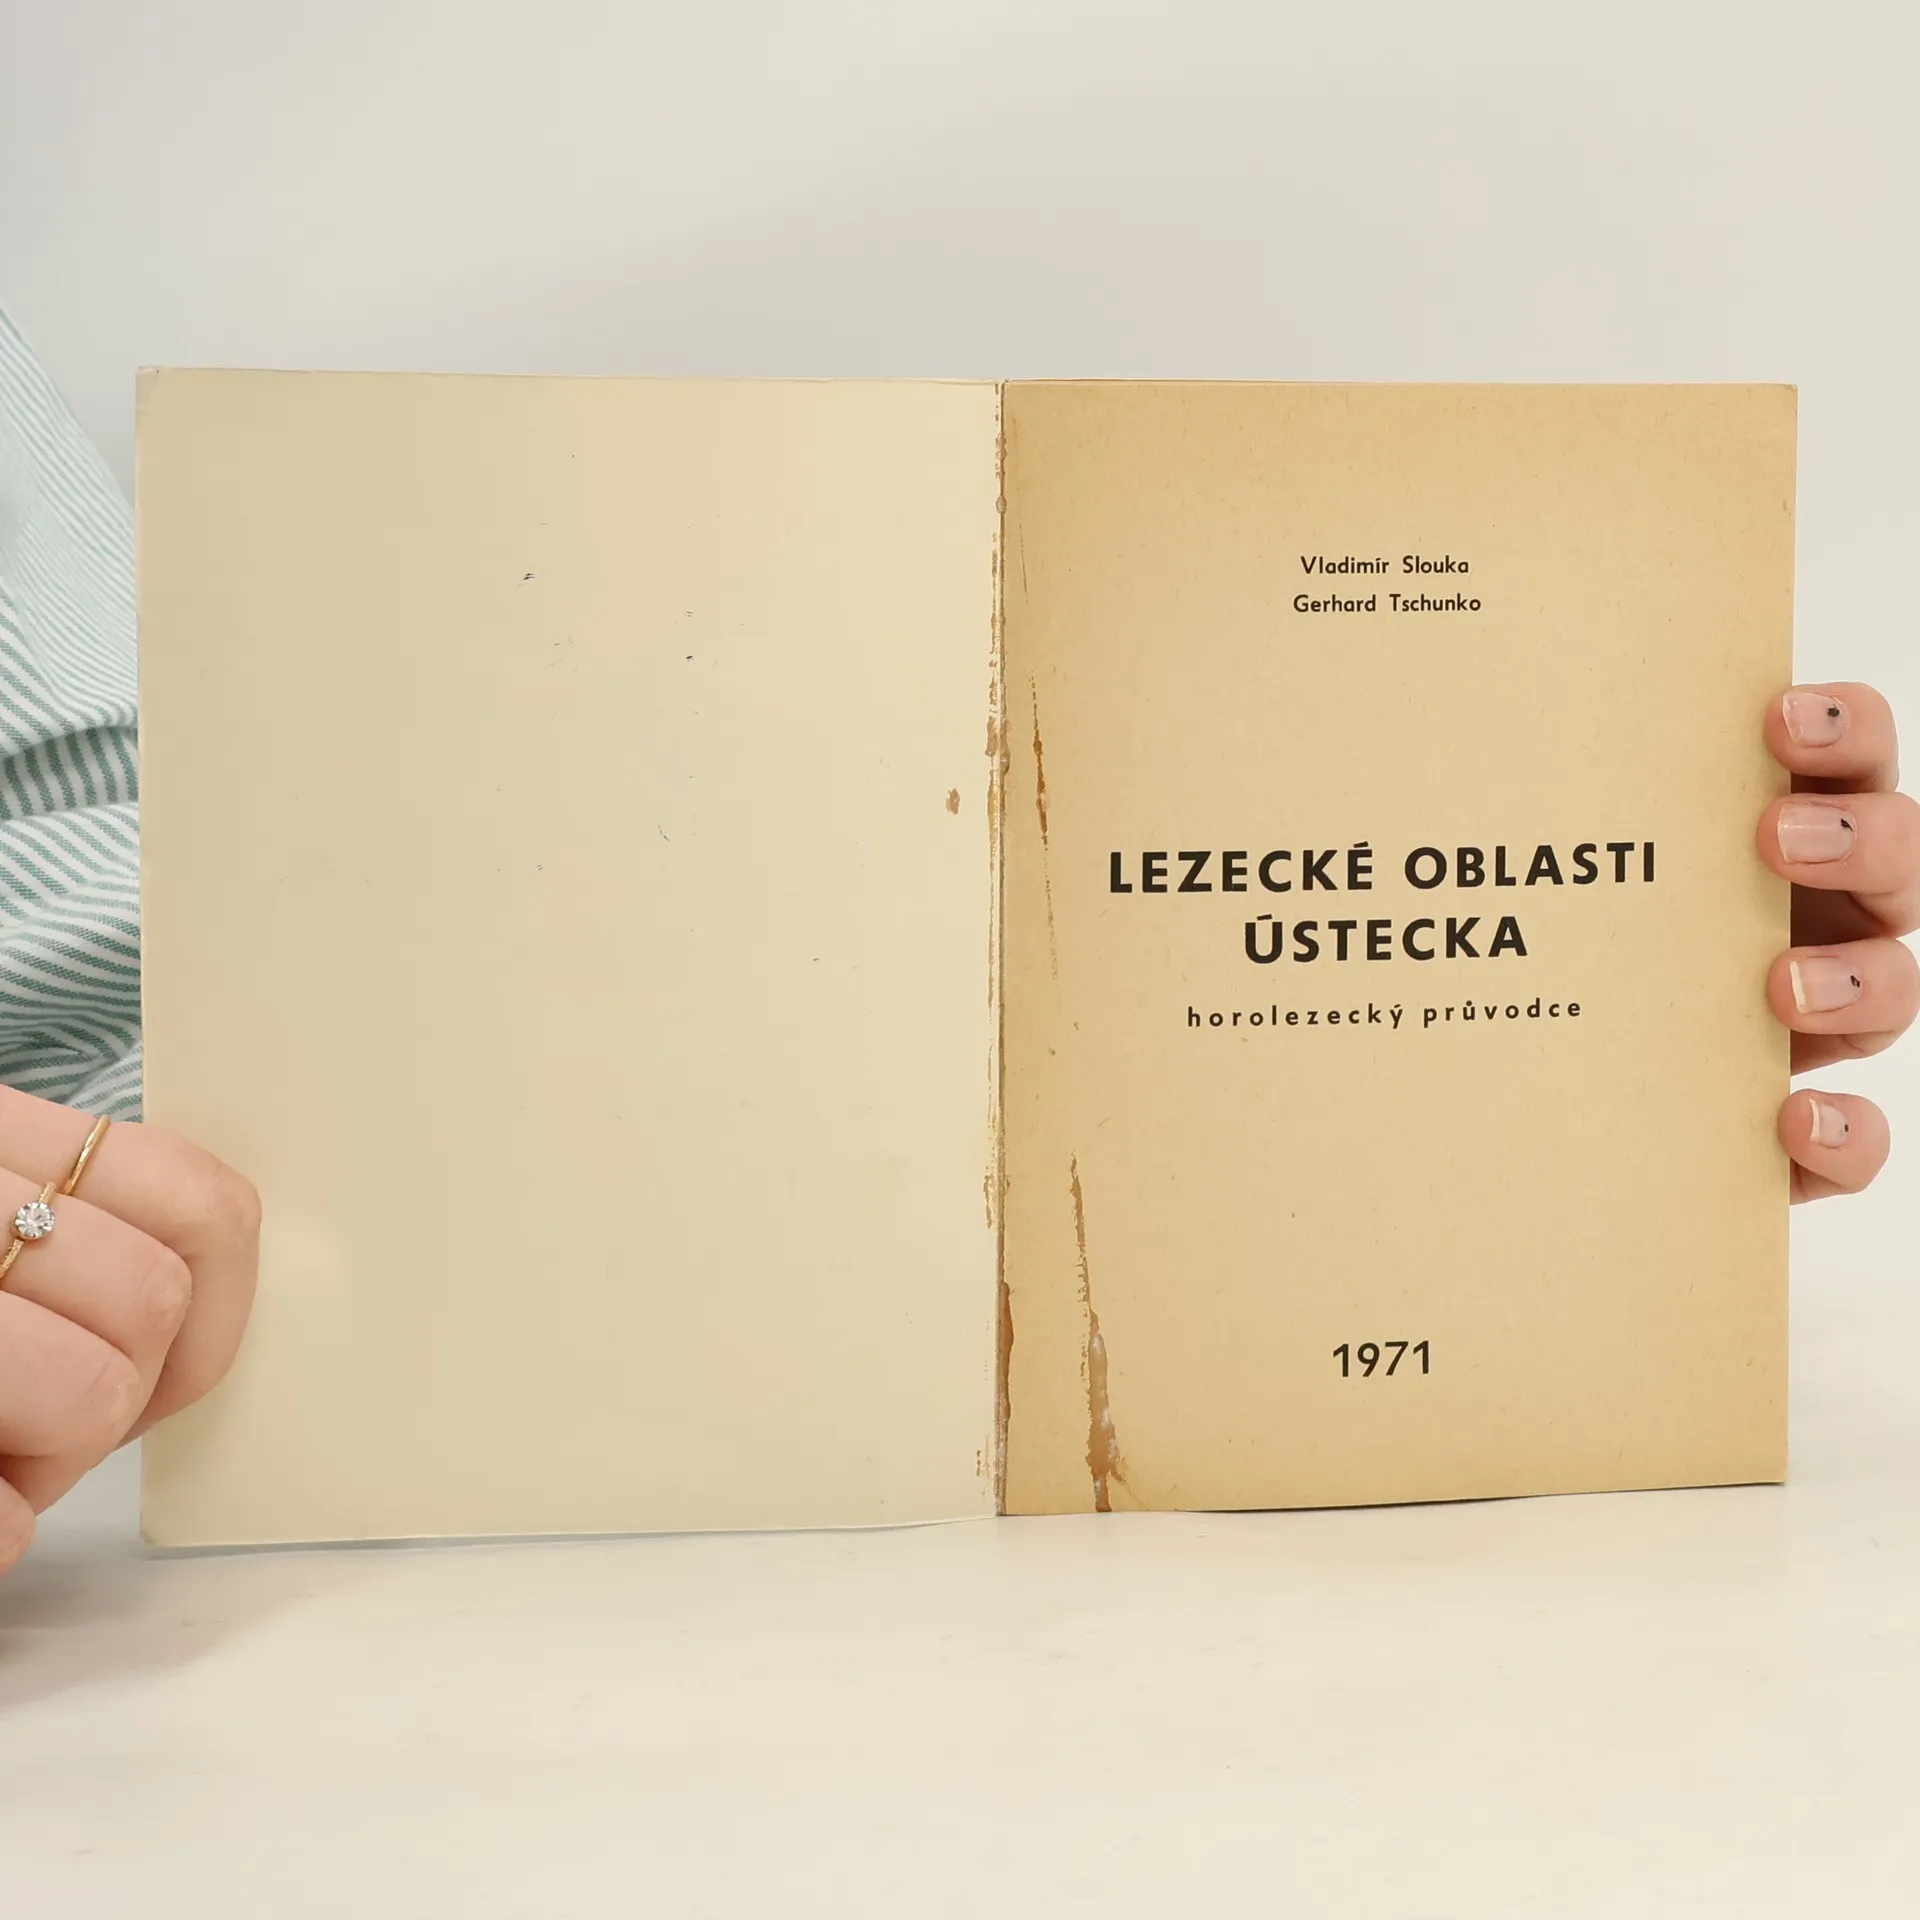 Vladimír Slouka
Gerhard Tschunko
LEZECKÉ OBLASTI
ÚSTECKA
horolezecký průvodce
1971